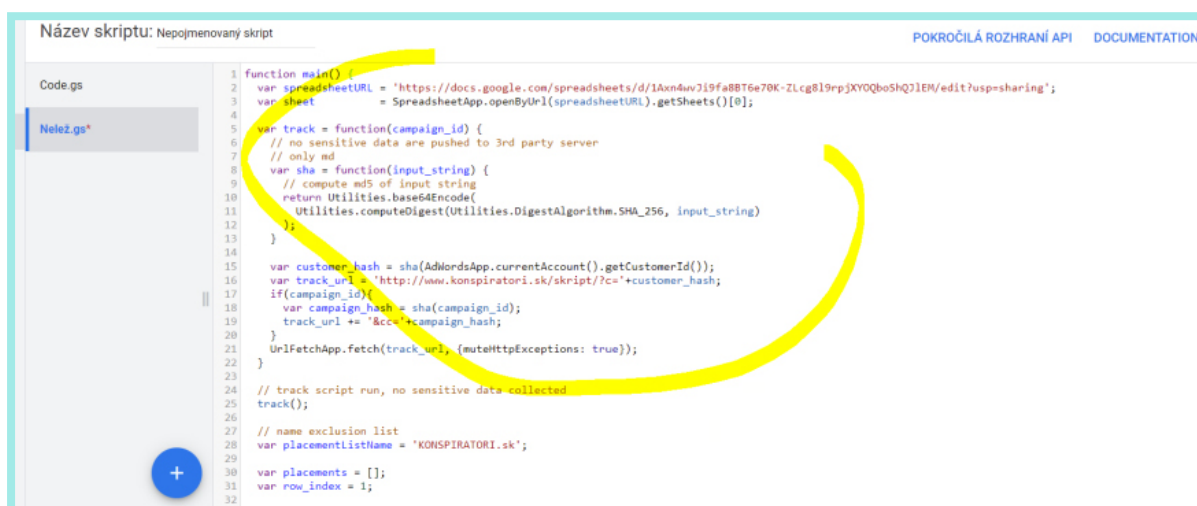 Název skriptu: Nepojmenovaný skript
POKROČILÁ ROZHRANÍ API DOCUMENTATION
Code.gs
Nelež.gs*
1 function main() {
2 var spreadsheetURL = 'https://docs.google.com/spreadsheets/d/1Axn4wvJi9fa8BT6e70K-ZLcg8l9rpjXYOQboShQJlEM/edit?usp=sharing';
3 var sheet = SpreadsheetApp.openByUrl(spreadsheetURL).getSheets()[0];
4
5 var track = function(campaign_id) {
6 // no sensitive data are pushed to 3rd party server
7 // only md
8 var sha = function(input_string) {
9 // compute md5 of input string
10 return Utilities.base64Encode(
11 Utilities.computeDigest(Utilities.DigestAlgorithm.SHA_256, input_string)
12 );
13 }
14
15 var customer_hash = sha(AdWordsApp.currentAccount().getCustomerId());
16 var track_url = 'http://www.konspiratori.sk/skript/?c='+customer_hash;
17 if(campaign_id){
18 var campaign_hash = sha(campaign_id);
19 track_url += '&cc='+campaign_hash;
20 }
21 UrlFetchApp.fetch(track_url, {muteHttpExceptions: true});
22 }
23
24 // track script run, no sensitive data collected
25 track();
26
27 // name exclusion list
28 var placementListName = 'KONSPIRATORI.sk';
29
30 var placements = [];
31 var row_index = 1;
32